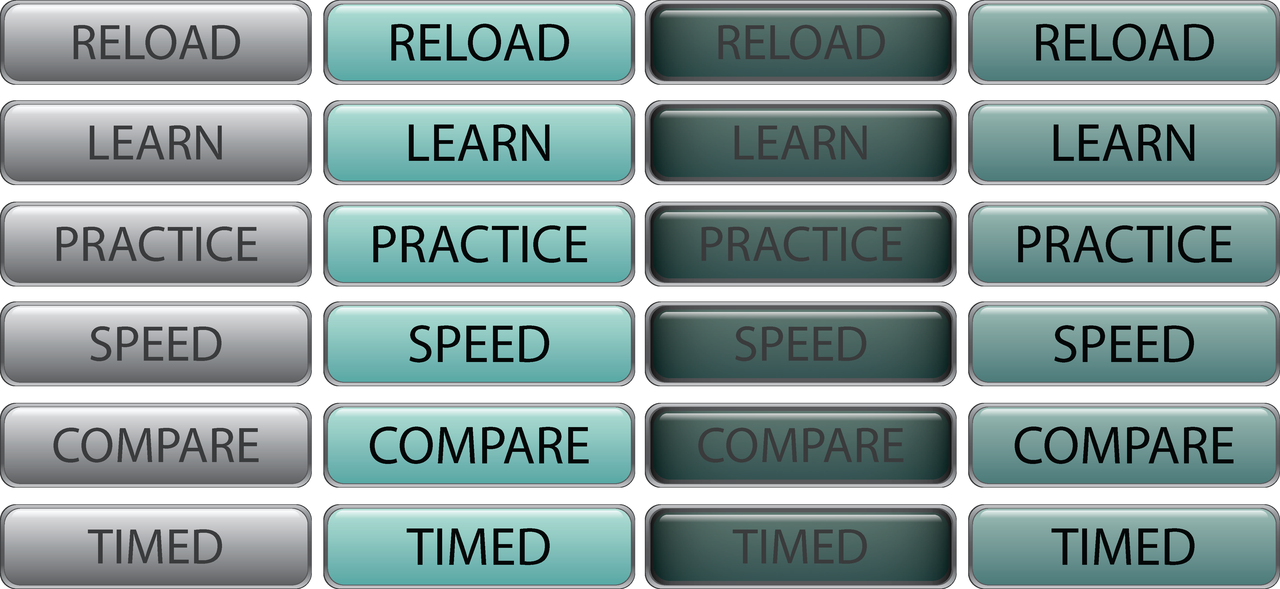 RELOAD RELOAD RELOAD RELOAD
LEARN LEARN LEARN LEARN
PRACTICE PRACTICE PRACTICE PRACTICE
SPEED SPEED SPEED SPEED
COMPARE COMPARE COMPARE COMPARE
TIMED TIMED TIMED TIMED